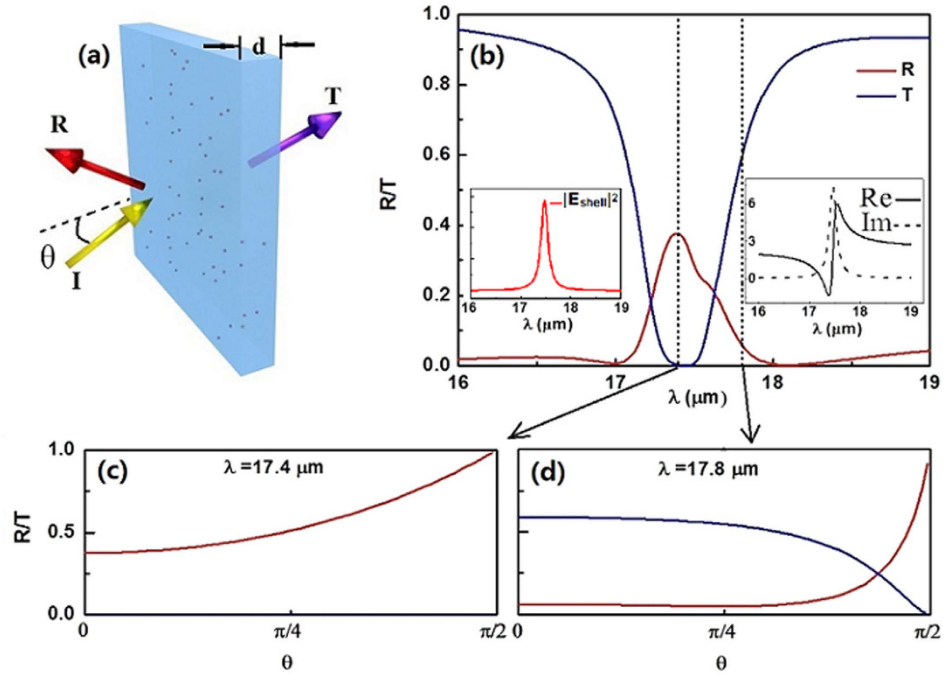 (a)
d
R
T
θ
I
(b)
R
T
R/T
1.0
0.8
0.6
0.4
0.2
0.0
16
17
18
19
λ (μm)
|E_shell|²
16 17 18 19
λ (μm)
Re
Im
6
3
0
16 17 18 19
λ (μm)
(c)
λ =17.4 μm
R/T
1.0
0.5
0.0
0
π/4
π/2
θ
(d)
λ =17.8 μm
0
π/4
π/2
θ